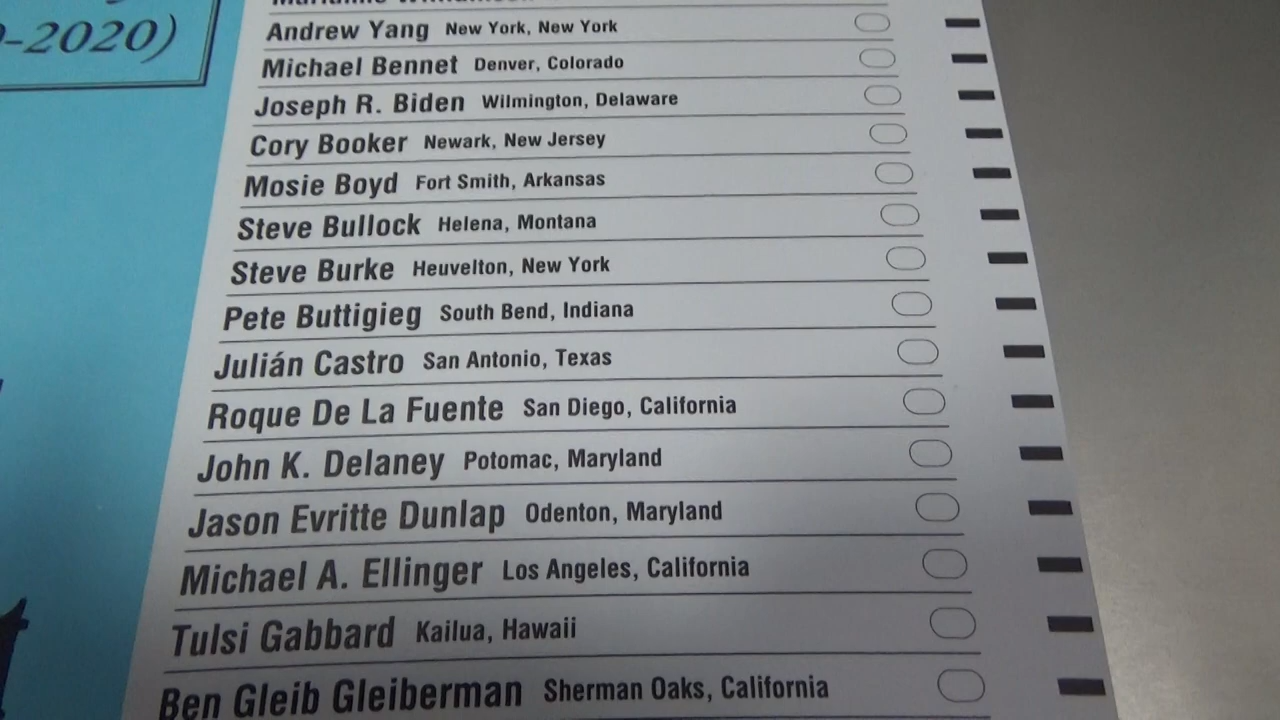 -2020)
Andrew Yang New York, New York
Michael Bennet Denver, Colorado
Joseph R. Biden Wilmington, Delaware
Cory Booker Newark, New Jersey
Mosie Boyd Fort Smith, Arkansas
Steve Bullock Helena, Montana
Steve Burke Heuvelton, New York
Pete Buttigieg South Bend, Indiana
Julián Castro San Antonio, Texas
Roque De La Fuente San Diego, California
John K. Delaney Potomac, Maryland
Jason Evritte Dunlap Odenton, Maryland
Michael A. Ellinger Los Angeles, California
Tulsi Gabbard Kailua, Hawaii
Ben Gleib Gleiberman Sherman Oaks, California